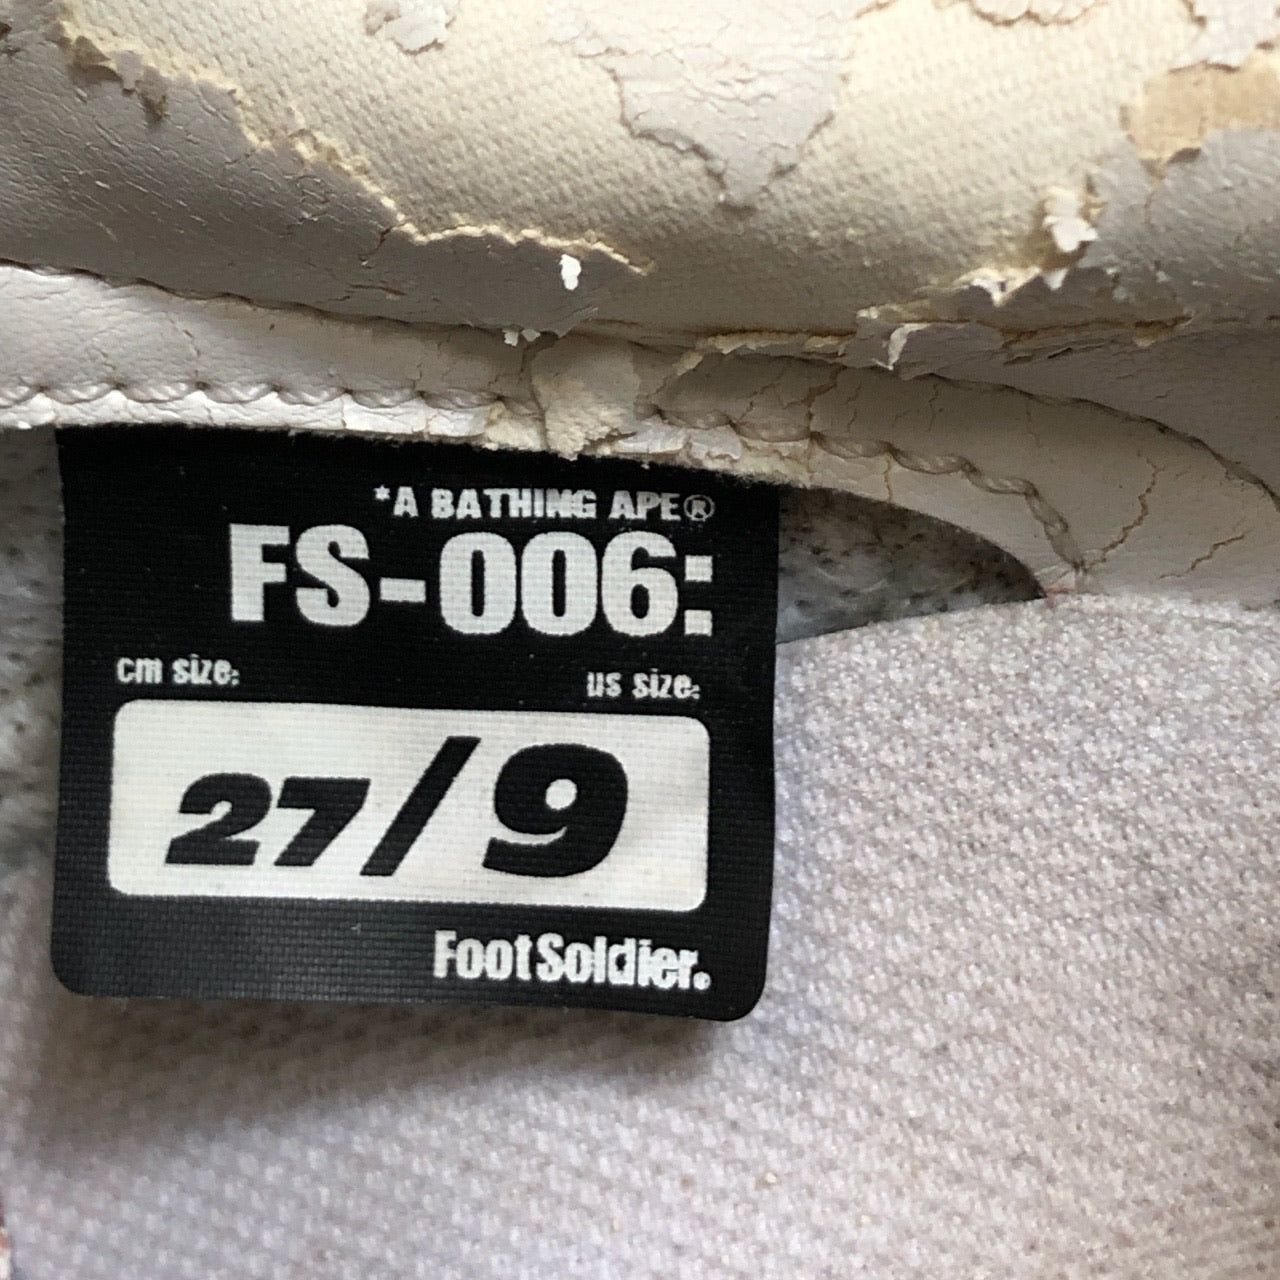 *A BATHING APE®
FS-006:
cm size: us size:
27/9
FootSoldier.